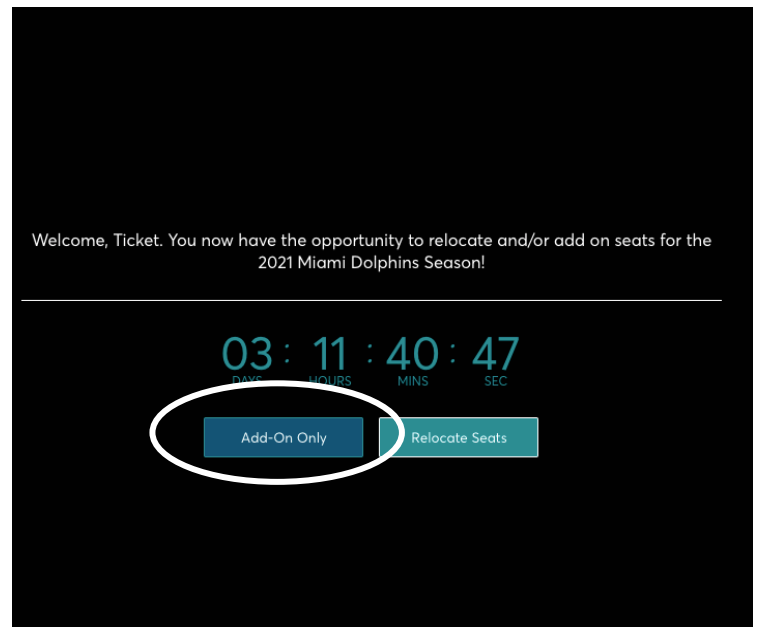 Welcome, Ticket. You now have the opportunity to relocate and/or add on seats for the
2021 Miami Dolphins Season!
03 : 11 : 40 : 47
DAYS HOURS MINS SEC
Add-On Only Relocate Seats